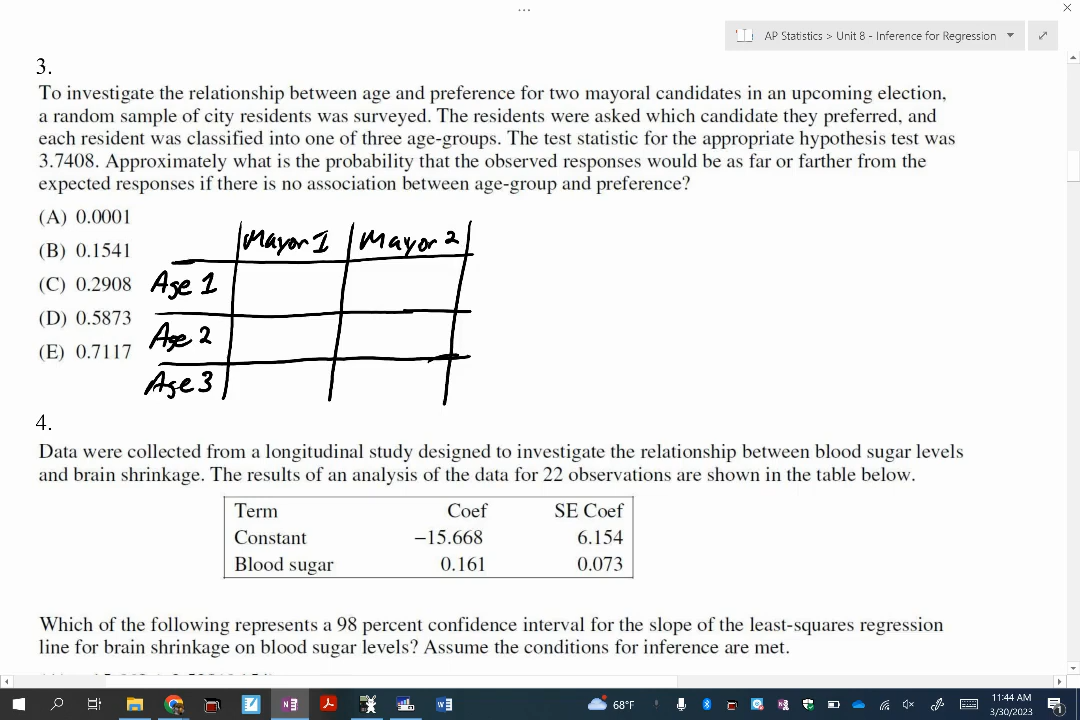 ...
AP Statistics > Unit 8 - Inference for Regression
3.
To investigate the relationship between age and preference for two mayoral candidates in an upcoming election,
a random sample of city residents was surveyed. The residents were asked which candidate they preferred, and
each resident was classified into one of three age-groups. The test statistic for the appropriate hypothesis test was
3.7408. Approximately what is the probability that the observed responses would be as far or farther from the
expected responses if there is no association between age-group and preference?
(A) 0.0001
(B) 0.1541
(C) 0.2908
(D) 0.5873
(E) 0.7117
Mayor 1 Mayor 2
Age 1
Age 2
Age 3
4.
Data were collected from a longitudinal study designed to investigate the relationship between blood sugar levels
and brain shrinkage. The results of an analysis of the data for 22 observations are shown in the table below.
Term Coef SE Coef
Constant −15.668 6.154
Blood sugar 0.161 0.073
Which of the following represents a 98 percent confidence interval for the slope of the least-squares regression
line for brain shrinkage on blood sugar levels? Assume the conditions for inference are met.
68°F
11:44 AM
3/30/2023